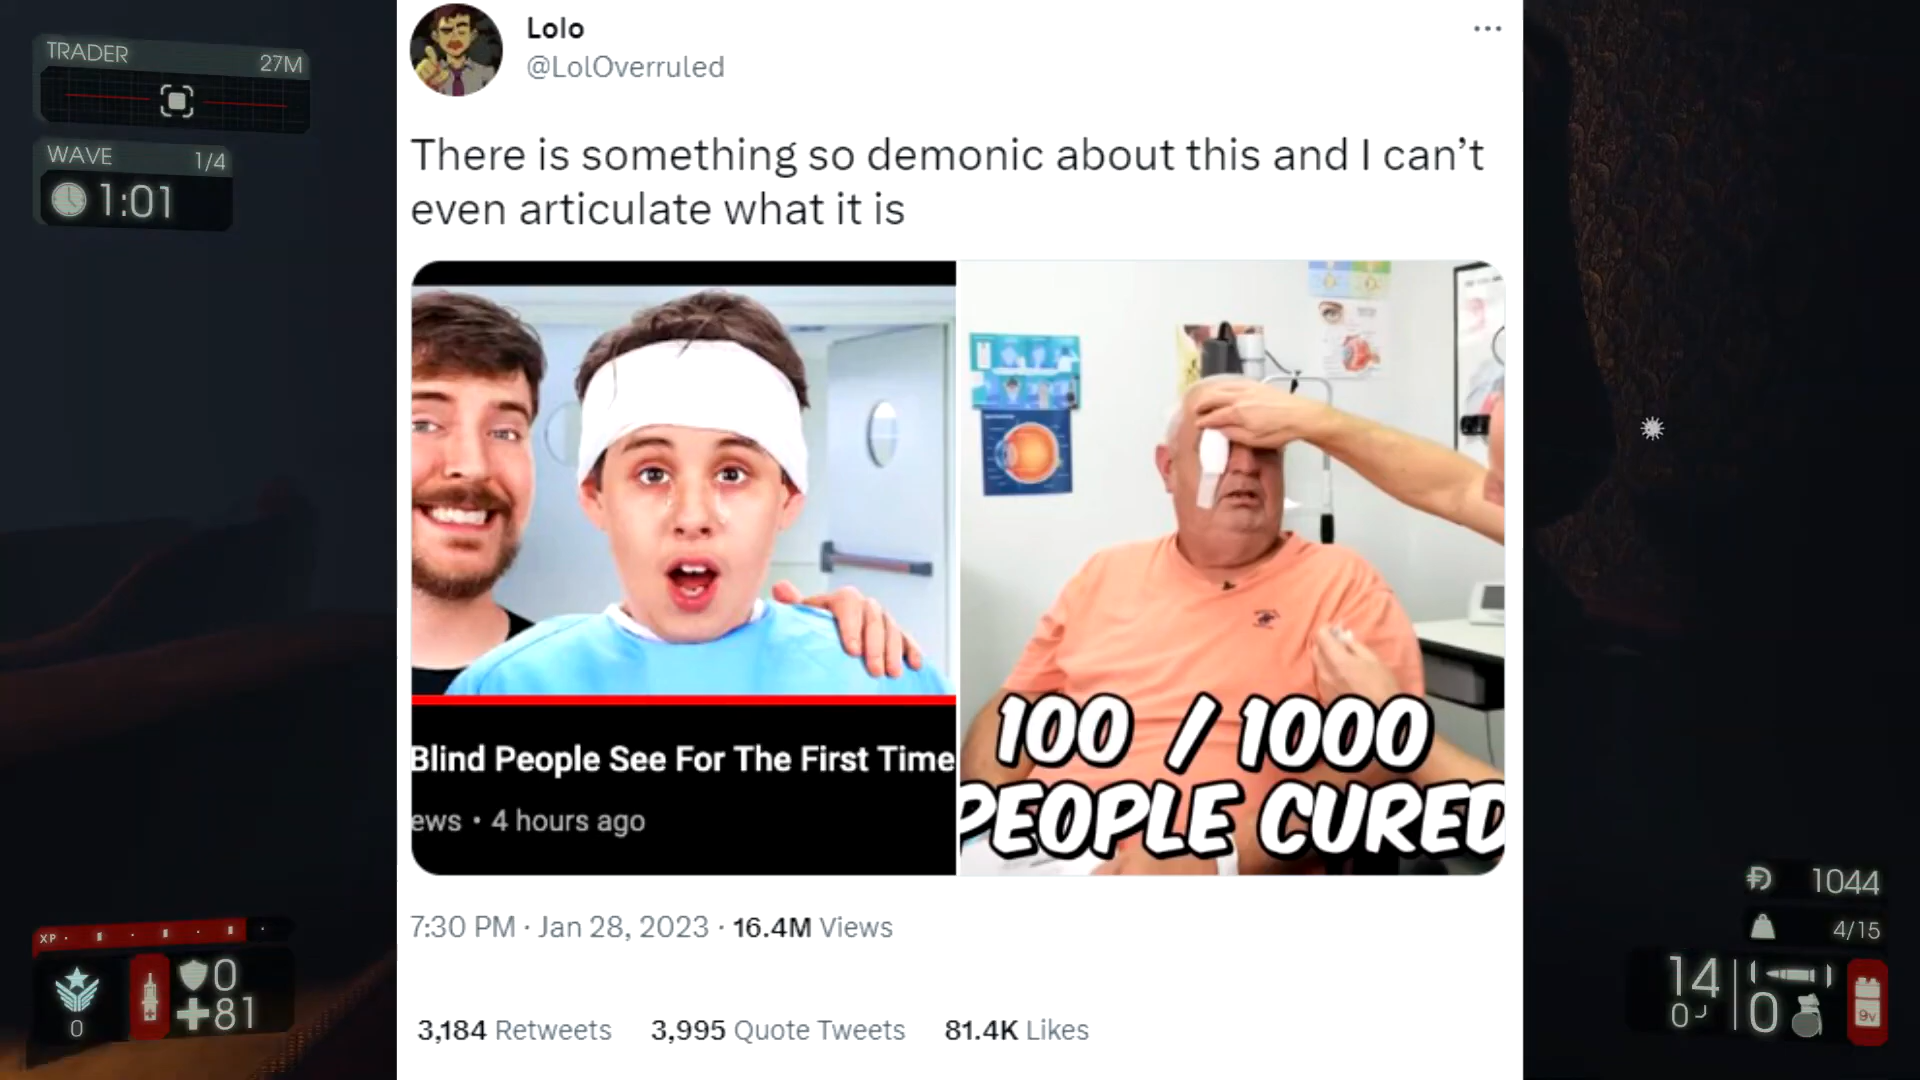 TRADER
27M
WAVE
1/4
1:01
Lolo
@LolOverruled
There is something so demonic about this and I can’t
even articulate what it is
Blind People See For The First Time
ews • 4 hours ago
100 / 1000
PEOPLE CURED
7:30 PM · Jan 28, 2023 · 16.4M Views
3,184 Retweets 3,995 Quote Tweets 81.4K Likes
XP
0
0
81
1044
4/15
14
0
0
9v